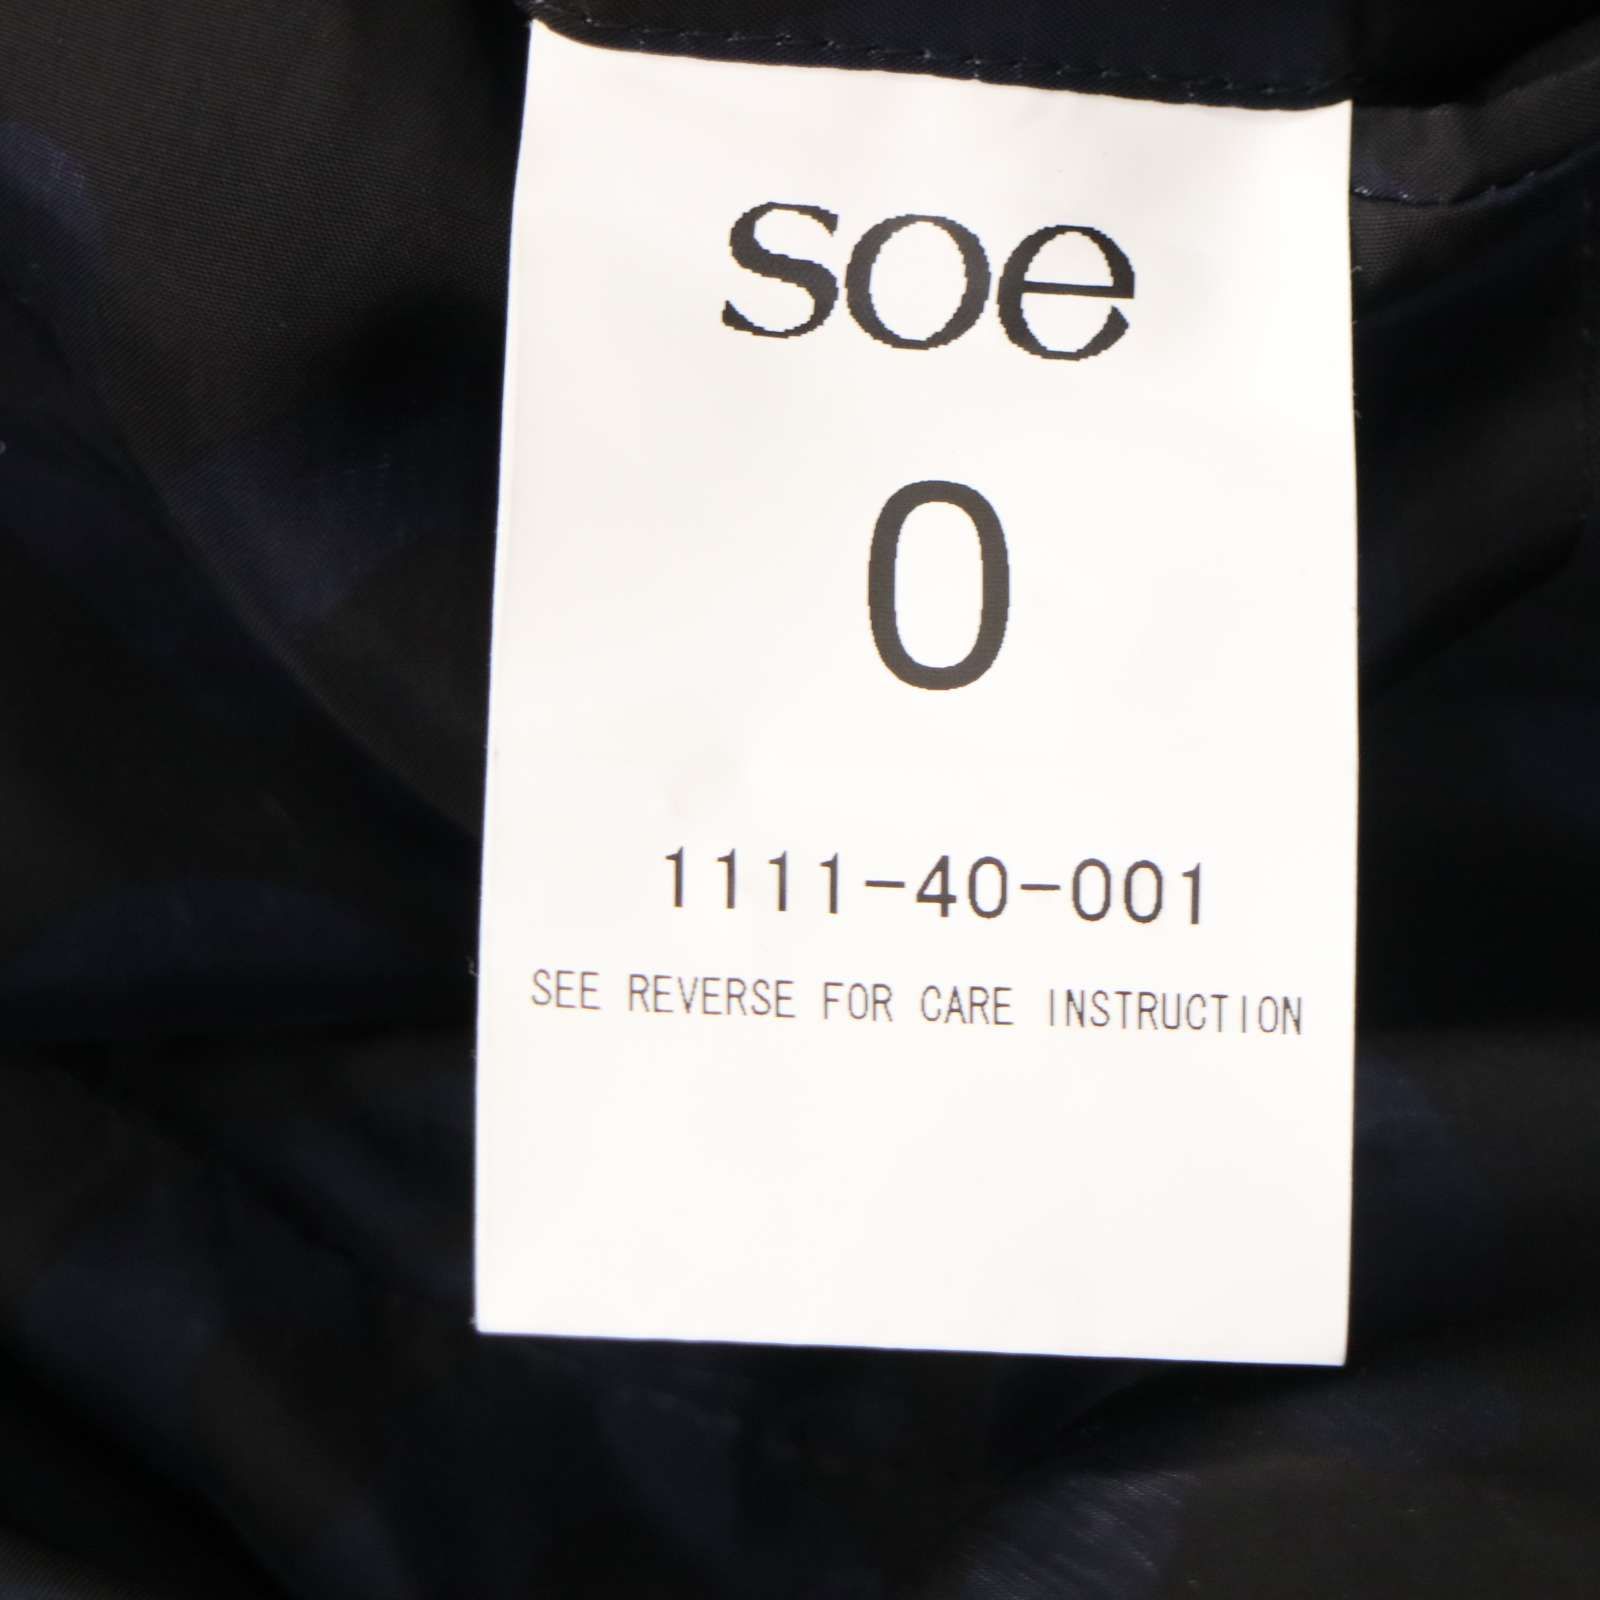 soe
0
1111-40-001
SEE REVERSE FOR CARE INSTRUCTION